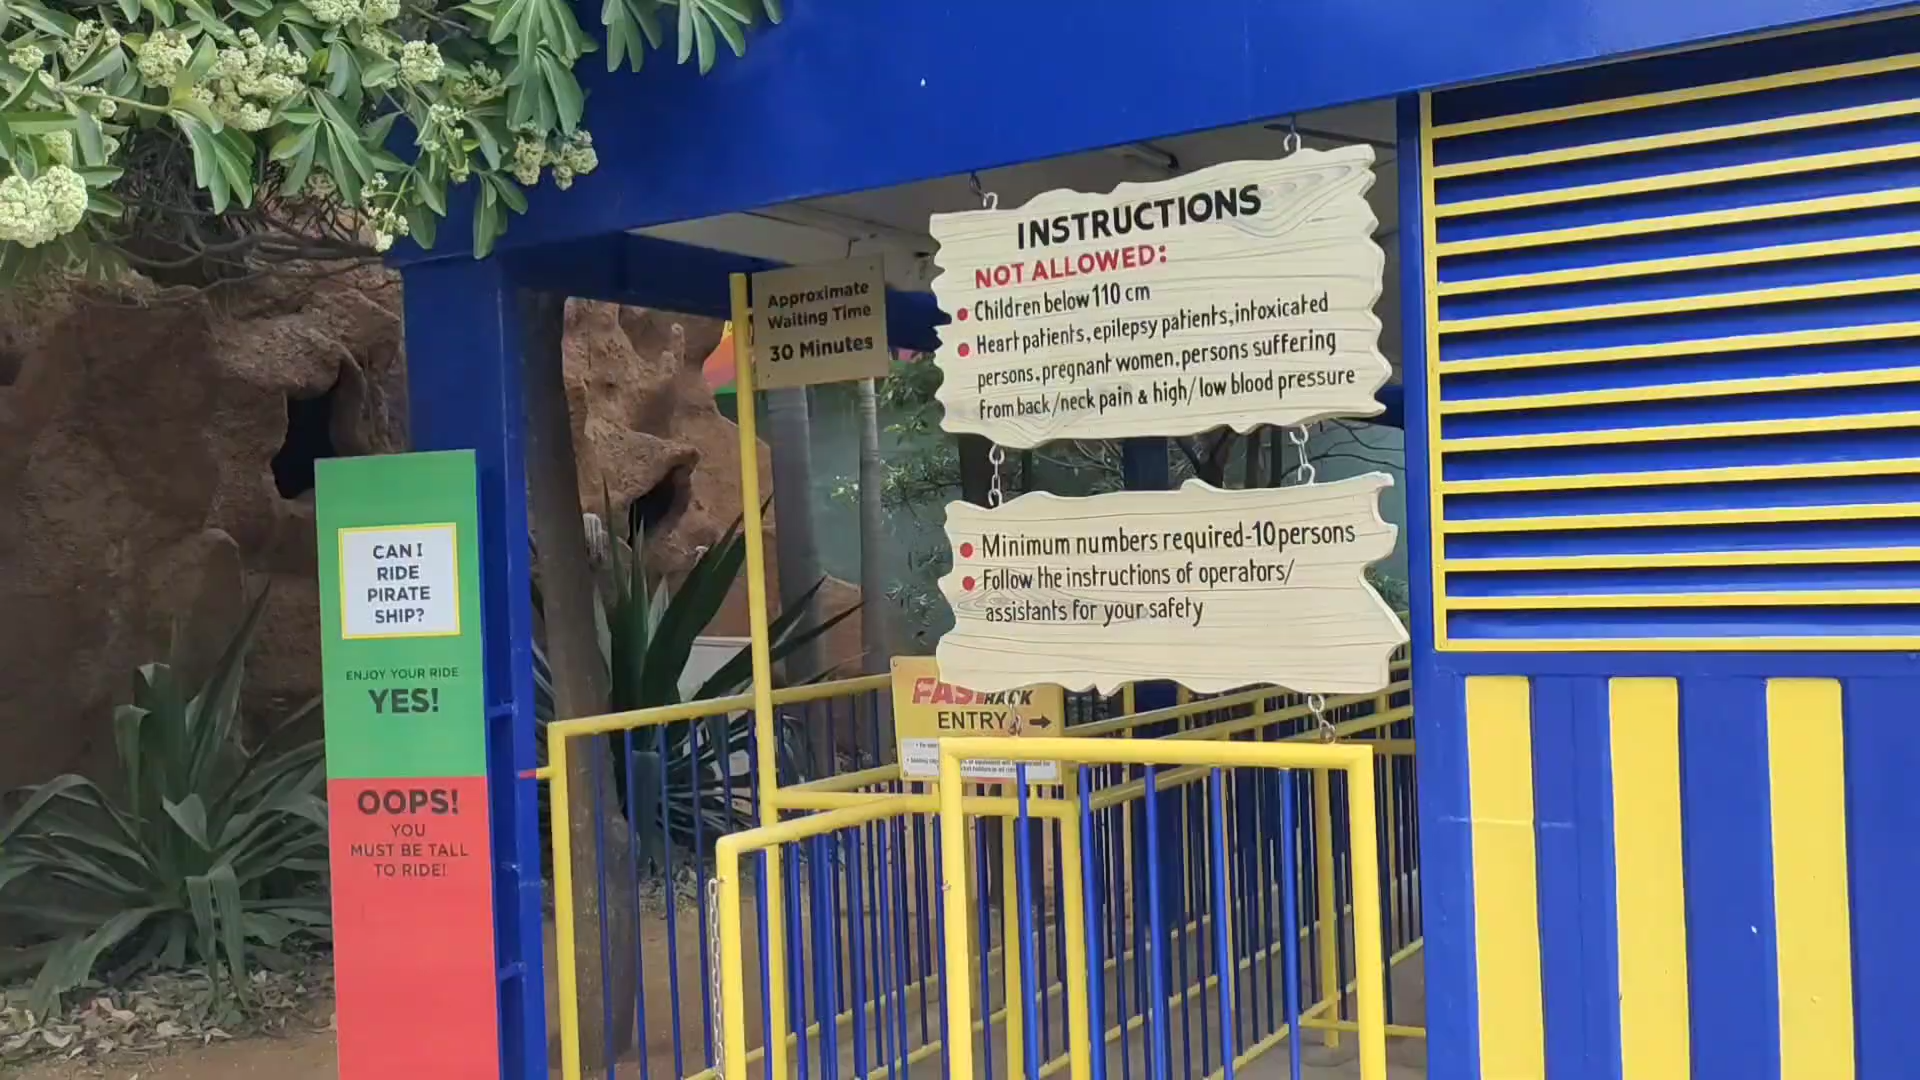 INSTRUCTIONS
NOT ALLOWED:
Children below 110 cm
Heart patients, epilepsy patients, intoxicated
persons, pregnant women, persons suffering
from back/neck pain & high/low blood pressure
Minimum numbers required-10 persons
Follow the instructions of operators/
assistants for your safety
Approximate
Waiting Time
30 Minutes
CAN I
RIDE
PIRATE
SHIP?
ENJOY YOUR RIDE
YES!
OOPS!
YOU
MUST BE TALL
TO RIDE!
ENTRY